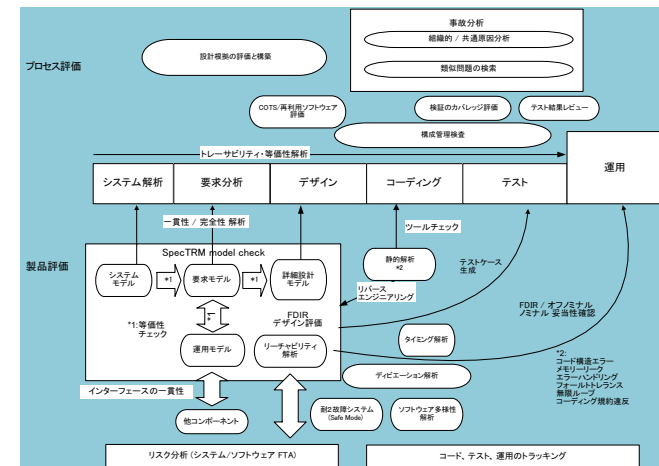 事故分析
組織的 / 共通原因分析
類似問題の検索
プロセス評価
設計根拠の評価と構築
COTS/再利用ソフトウェア
評価
検証のカバレッジ評価
テスト結果レビュー
構成管理検査
トレーサビリティ・等価性解析
システム解析
要求分析
デザイン
コーディング
テスト
運用
一貫性 / 完全性 解析
ツールチェック
製品評価
SpecTRM model check
システム
モデル
*1
要求モデル
*1
詳細設計
モデル
静的解析
*2
テストケース
生成
リバース
エンジニアリング
*1
*1:等価性
チェック
FDIR
デザイン評価
FDIR / オフノミナル
ノミナル 妥当性確認
運用モデル
リーチャビリティ
解析
タイミング解析
ディビエーション解析
*2:
コード構造エラー
メモリーリーク
エラーハンドリング
フォールトトレランス
無限ループ
コーディング規約違反
インターフェースの一貫性
他コンポーネント
耐2故障システム
(Safe Mode)
ソフトウェア多様性
解析
リスク分析 (システム/ソフトウェア FTA)
コード、テスト、運用のトラッキング